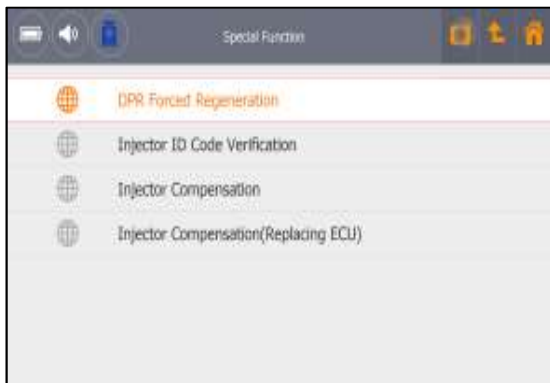 Special Function
DPR Forced Regeneration
Injector ID Code Verification
Injector Compensation
Injector Compensation(Replacing ECU)